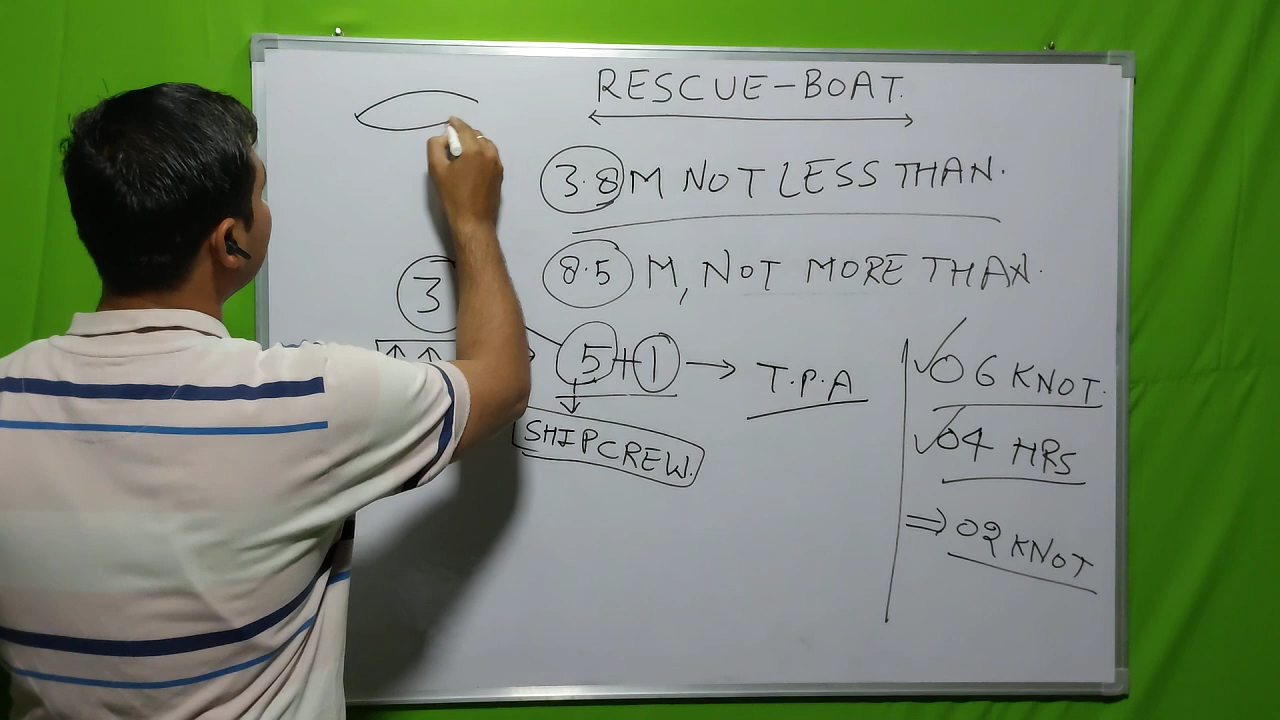 RESCUE-BOAT.
3.8 M NOT LESS THAN.
8.5 M, NOT MORE THAN.
3
5+1 → T.P.A
SHIPCREW.
✓06 KNOT.
✓04 HRS
⇒ 02 KNOT